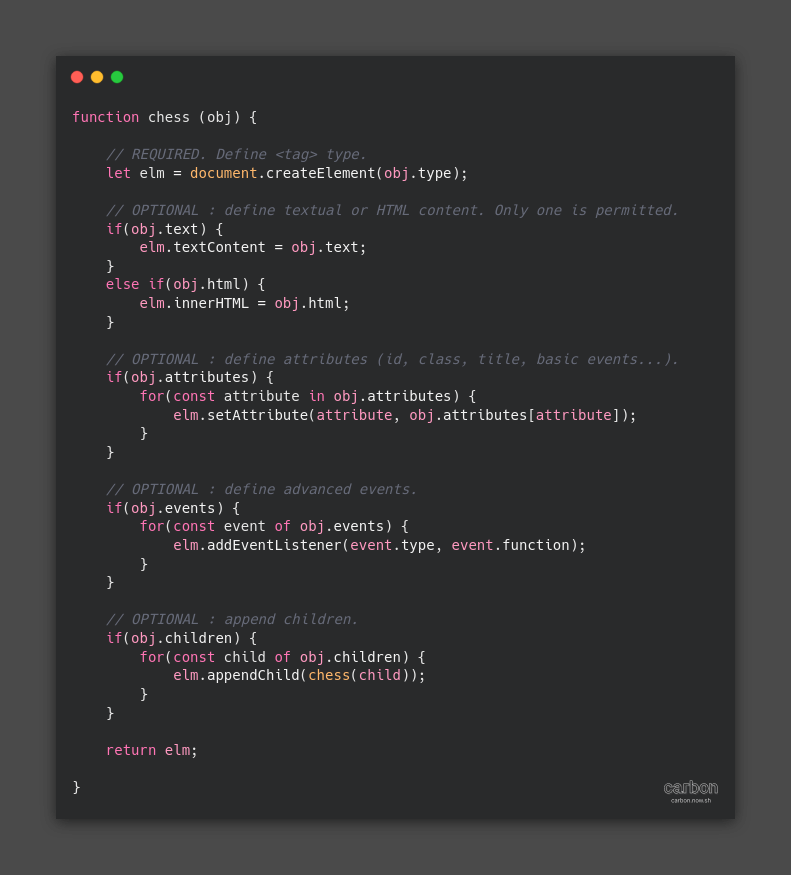 function chess (obj) {

    // REQUIRED. Define <tag> type.
    let elm = document.createElement(obj.type);

    // OPTIONAL : define textual or HTML content. Only one is permitted.
    if(obj.text) {
        elm.textContent = obj.text;
    }
    else if(obj.html) {
        elm.innerHTML = obj.html;
    }

    // OPTIONAL : define attributes (id, class, title, basic events...).
    if(obj.attributes) {
        for(const attribute in obj.attributes) {
            elm.setAttribute(attribute, obj.attributes[attribute]);
        }
    }

    // OPTIONAL : define advanced events.
    if(obj.events) {
        for(const event of obj.events) {
            elm.addEventListener(event.type, event.function);
        }
    }

    // OPTIONAL : append children.
    if(obj.children) {
        for(const child of obj.children) {
            elm.appendChild(chess(child));
        }
    }

    return elm;

}
carbon
carbon.now.sh